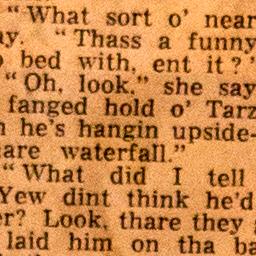 "What sort o' near
ay. "Thass a funny
bed with, ent it?'
"Oh, look," she say
fanged hold o' Tarz
n he's hangin upside-
are waterfall."
"What did I tell
Yew dint think he'd
er? Look, thare they
laid him on tha ba